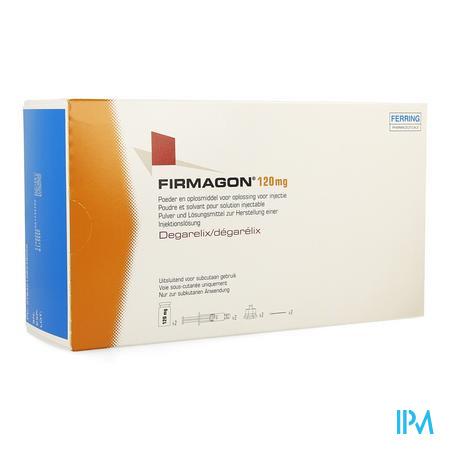 FERRING
PHARMACEUTICALS
FIRMAGON® 120mg
Poeder en oplosmiddel voor oplossing voor injectie
Poudre et solvant pour solution injectable
Pulver und Lösungsmittel zur Herstellung einer
Injektionslösung
Degarelix/dégarélix
Uitsluitend voor subcutaan gebruik
Voie sous-cutanée uniquement
Nur zur subkutanen Anwendung
120 mg
x2 x2 x2 x2
IPM